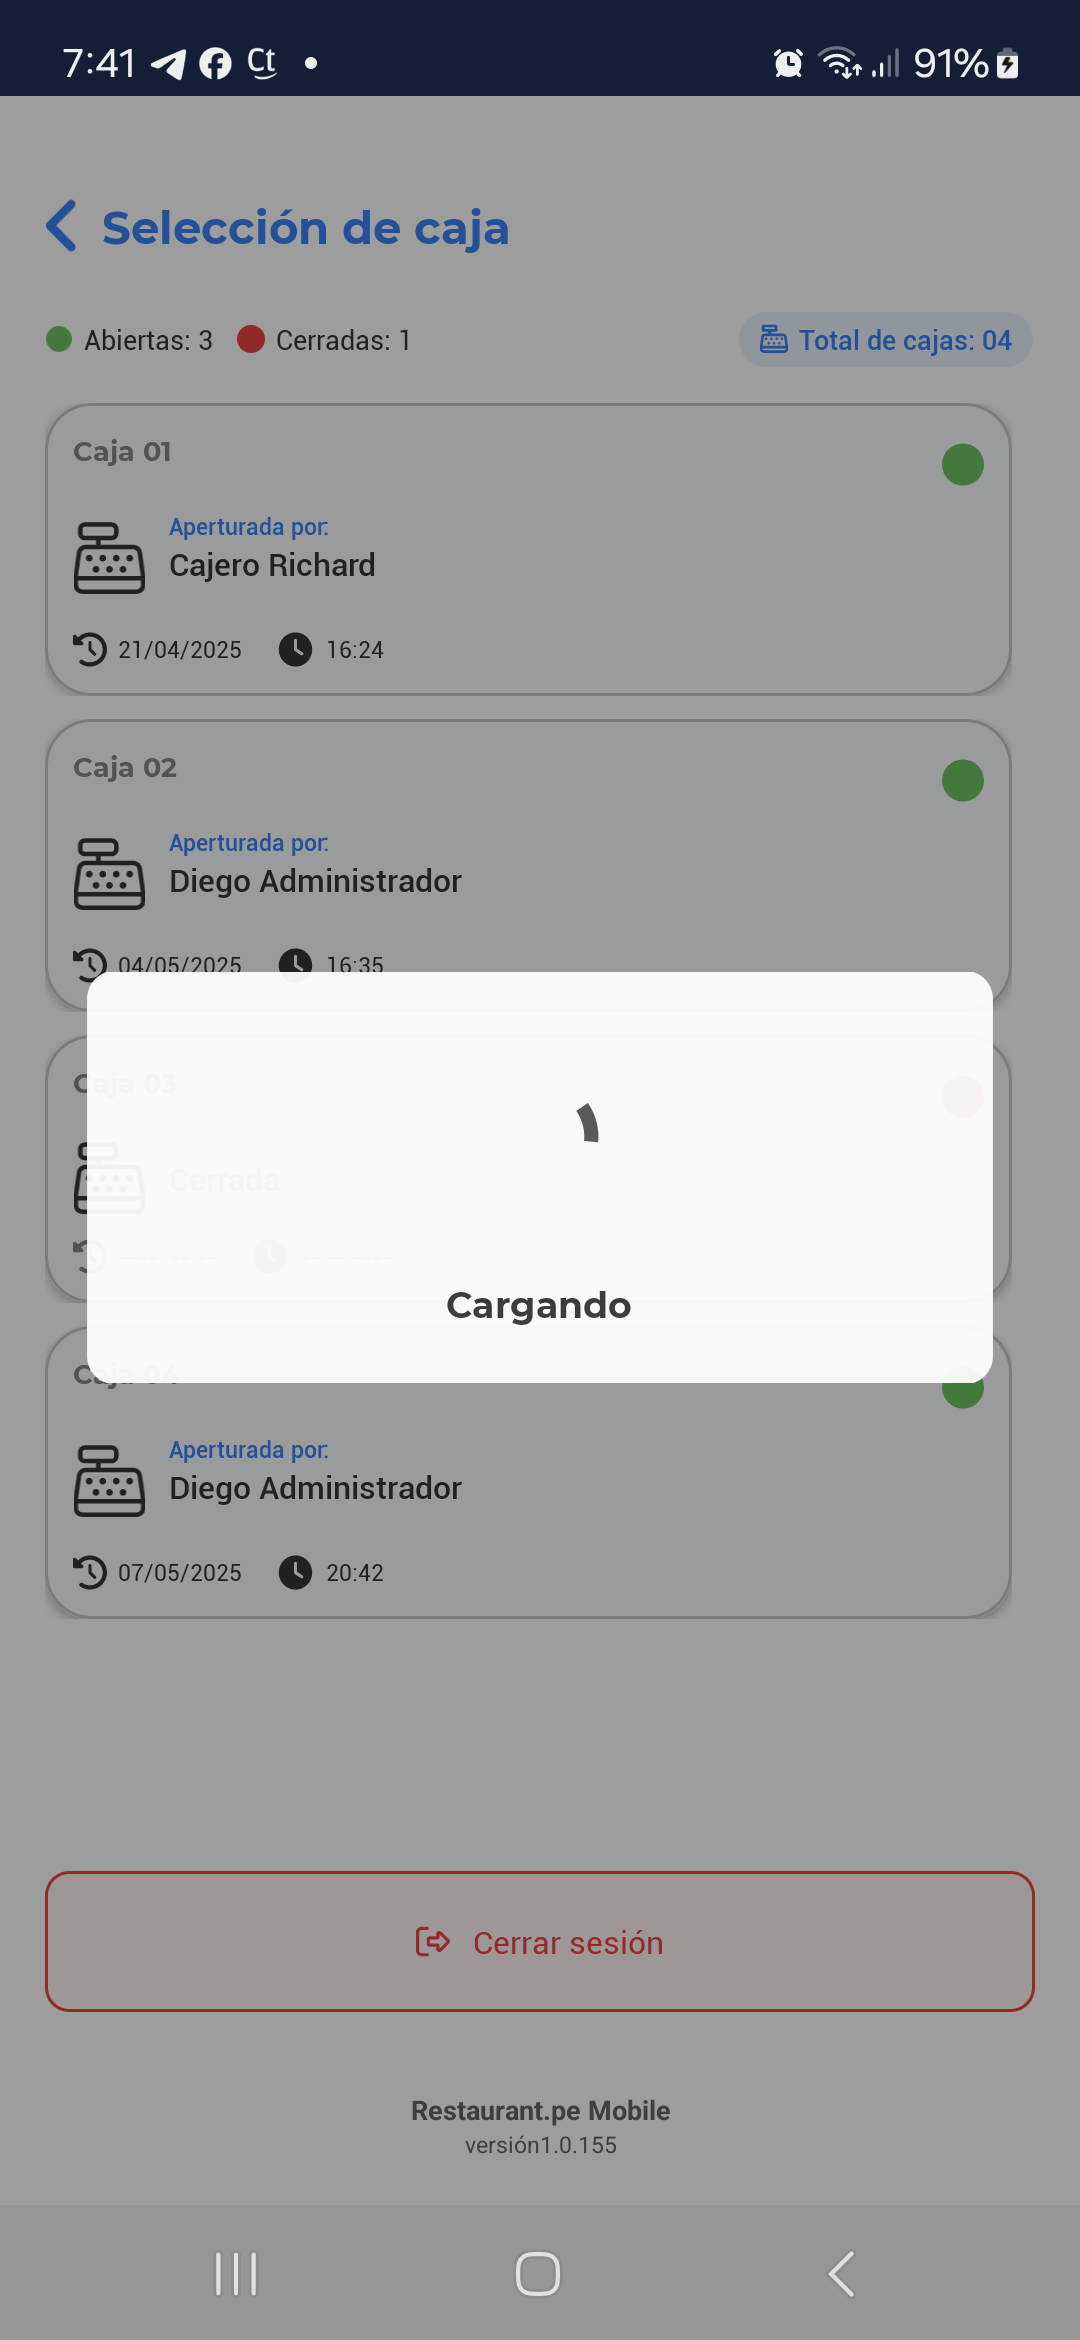 7:41 Ct 91%
Selección de caja
Abiertas: 3 Cerradas: 1 Total de cajas: 04
Caja 01
Aperturada por:
Cajero Richard
21/04/2025 16:24
Caja 02
Aperturada por:
Diego Administrador
04/05/2025 16:35
Caja 03
Cerrada
Cargando
Caja 04
Aperturada por:
Diego Administrador
07/05/2025 20:42
Cerrar sesión
Restaurant.pe Mobile
versión1.0.155